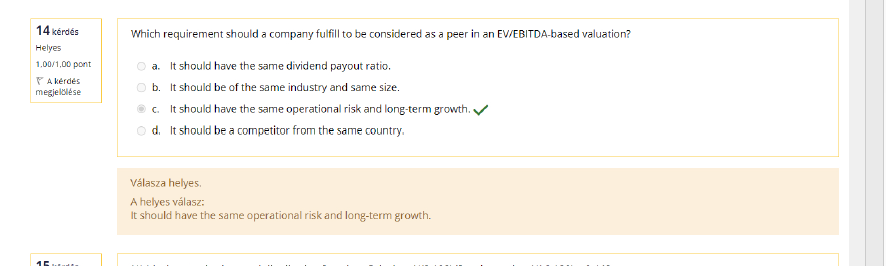 14 kérdés
Helyes
1,00/1,00 pont
A kérdés
megjelölése
Which requirement should a company fulfill to be considered as a peer in an EV/EBITDA-based valuation?
a. It should have the same dividend payout ratio.
b. It should be of the same industry and same size.
c. It should have the same operational risk and long-term growth.
d. It should be a competitor from the same country.
Válasza helyes.
A helyes válasz:
It should have the same operational risk and long-term growth.
15 kérdés